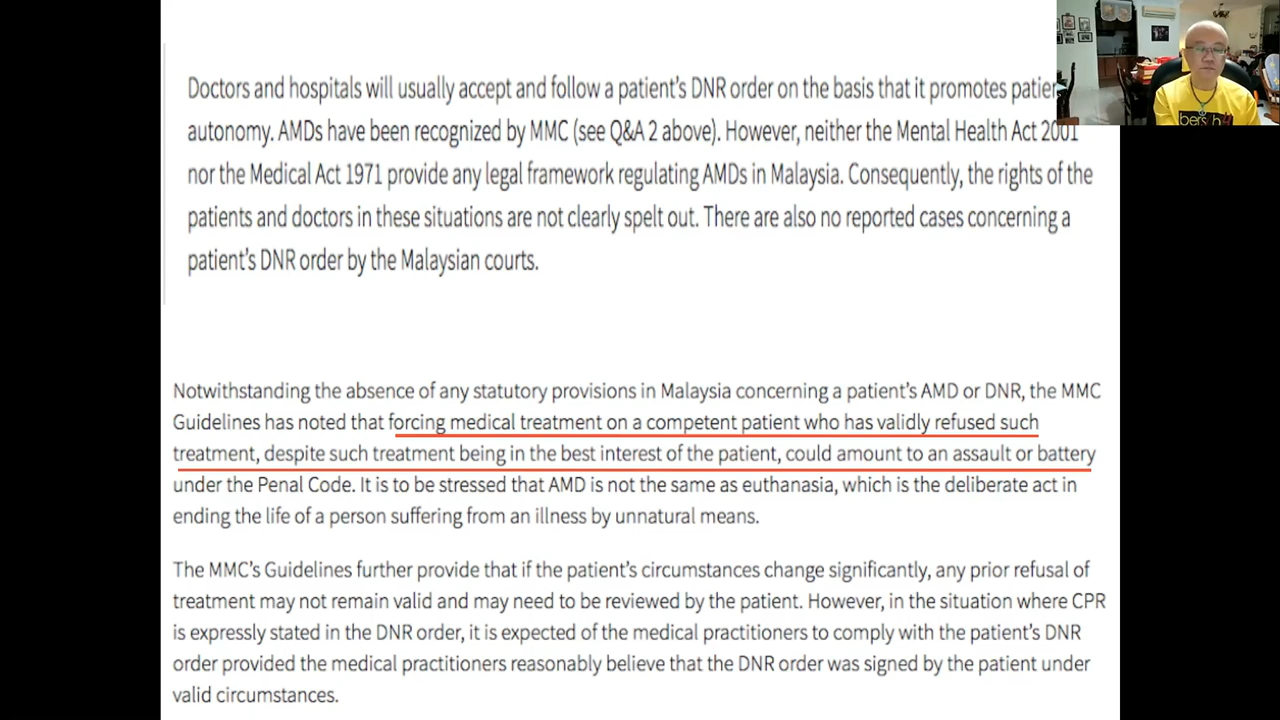 Doctors and hospitals will usually accept and follow a patient's DNR order on the basis that it promotes patien
autonomy. AMDs have been recognized by MMC (see Q&A 2 above). However, neither the Mental Health Act 2001
nor the Medical Act 1971 provide any legal framework regulating AMDs in Malaysia. Consequently, the rights of the
patients and doctors in these situations are not clearly spelt out. There are also no reported cases concerning a
patient's DNR order by the Malaysian courts.
Notwithstanding the absence of any statutory provisions in Malaysia concerning a patient's AMD or DNR, the MMC
Guidelines has noted that forcing medical treatment on a competent patient who has validly refused such
treatment, despite such treatment being in the best interest of the patient, could amount to an assault or battery
under the Penal Code. It is to be stressed that AMD is not the same as euthanasia, which is the deliberate act in
ending the life of a person suffering from an illness by unnatural means.
The MMC's Guidelines further provide that if the patient's circumstances change significantly, any prior refusal of
treatment may not remain valid and may need to be reviewed by the patient. However, in the situation where CPR
is expressly stated in the DNR order, it is expected of the medical practitioners to comply with the patient's DNR
order provided the medical practitioners reasonably believe that the DNR order was signed by the patient under
valid circumstances.